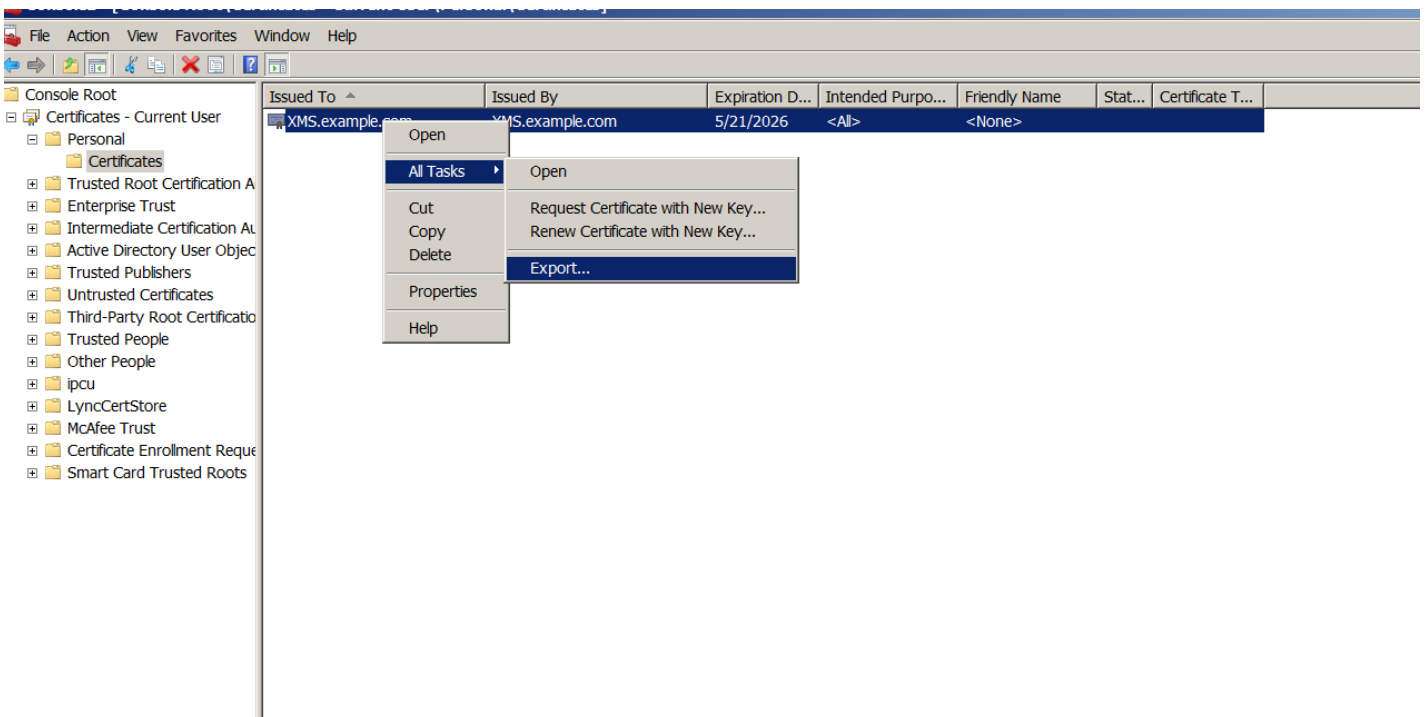 File Action View Favorites Window Help
Console Root
Certificates - Current User
Personal
Certificates
Trusted Root Certification A
Enterprise Trust
Intermediate Certification Au
Active Directory User Objec
Trusted Publishers
Untrusted Certificates
Third-Party Root Certificatio
Trusted People
Other People
ipcu
LyncCertStore
McAfee Trust
Certificate Enrollment Reque
Smart Card Trusted Roots
Issued To Issued By Expiration D... Intended Purpo... Friendly Name Stat... Certificate T...
XMS.example.com XMS.example.com 5/21/2026 <All> <None>
Open
All Tasks
Cut
Copy
Delete
Properties
Help
Open
Request Certificate with New Key...
Renew Certificate with New Key...
Export...